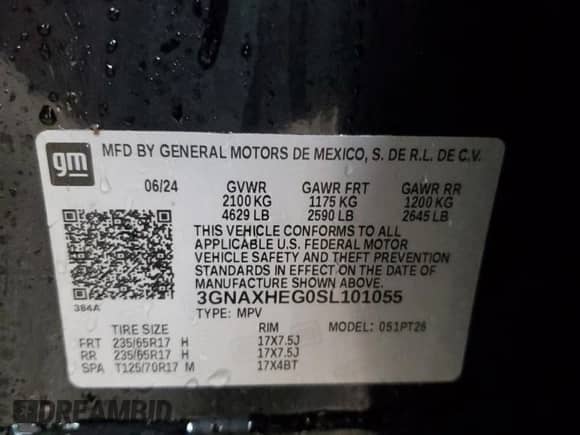 gm
MFD BY GENERAL MOTORS DE MEXICO, S. DE R.L. DE C.V.
06/24 GVWR GAWR FRT GAWR RR
2100 KG 1175 KG 1200 KG
4629 LB 2590 LB 2645 LB
THIS VEHICLE CONFORMS TO ALL
APPLICABLE U.S. FEDERAL MOTOR
VEHICLE SAFETY AND THEFT PREVENTION
STANDARDS IN EFFECT ON THE DATE OF
MANUFACTURE SHOWN ABOVE.
384A 3GNAXHEG0SL101055
TYPE: MPV MODEL: 051PT26
TIRE SIZE RIM
FRT 235/65R17 H 17X7.5J
RR 235/65R17 H 17X7.5J
SPA T125/70R17 M 17X4BT
DREAMBID